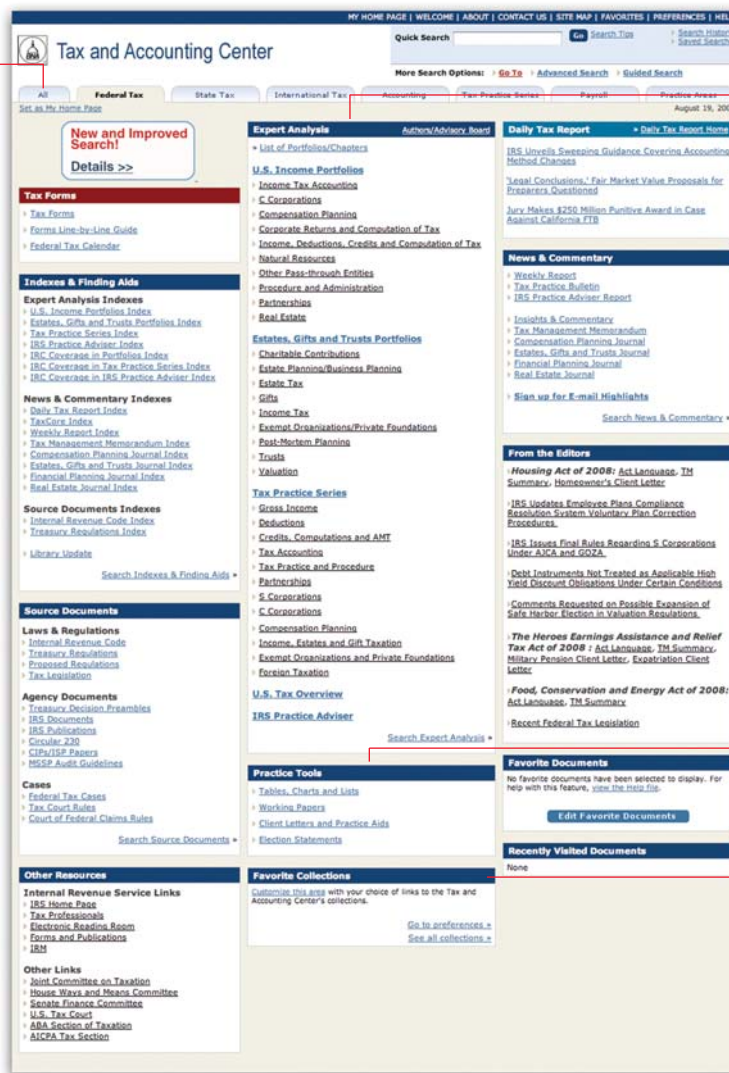 MY HOME PAGE | WELCOME | ABOUT | CONTACT US | SITE MAP | FAVORITES | PREFERENCES | HEL
BNA
Tax and Accounting Center
Quick Search
Go
Search Tips
Search Histor
Saved Search
More Search Options: Go To Advanced Search Guided Search
All
Federal Tax
State Tax
International Tax
Accounting
Tax Practice Series
Payroll
Practice Areas
Set as My Home Page
August 19, 200
New and Improved
Search!
Details >>
Tax Forms
Tax Forms
Forms Line-by-Line Guide
Federal Tax Calendar
Indexes & Finding Aids
Expert Analysis Indexes
U.S. Income Portfolios Index
Estates, Gifts and Trusts Portfolios Index
Tax Practice Series Index
IRS Practice Adviser Index
IRC Coverage in Portfolios Index
IRC Coverage in Tax Practice Series Index
IRC Coverage in IRS Practice Adviser Index
News & Commentary Indexes
Daily Tax Report Index
TaxCore Index
Weekly Report Index
Tax Management Memorandum Index
Compensation Planning Journal Index
Estates, Gifts and Trusts Journal Index
Financial Planning Journal Index
Real Estate Journal Index
Source Documents Indexes
Internal Revenue Code Index
Treasury Regulations Index
Library Update
Search Indexes & Finding Aids »
Source Documents
Laws & Regulations
Internal Revenue Code
Treasury Regulations
Proposed Regulations
Tax Legislation
Agency Documents
Treasury Decision Preambles
IRS Documents
IRS Publications
Circular 230
CIPs/ISP Papers
MSSP Audit Guidelines
Cases
Federal Tax Cases
Tax Court Rules
Court of Federal Claims Rules
Search Source Documents »
Other Resources
Internal Revenue Service Links
IRS Home Page
Tax Professionals
Electronic Reading Room
Forms and Publications
IRM
Other Links
Joint Committee on Taxation
House Ways and Means Committee
Senate Finance Committee
U.S. Tax Court
ABA Section of Taxation
AICPA Tax Section
Expert Analysis
Authors/Advisory Board
» List of Portfolios/Chapters
U.S. Income Portfolios
Income Tax Accounting
C Corporations
Compensation Planning
Corporate Returns and Computation of Tax
Income, Deductions, Credits and Computation of Tax
Natural Resources
Other Pass-through Entities
Procedure and Administration
Partnerships
Real Estate
Estates, Gifts and Trusts Portfolios
Charitable Contributions
Estate Planning/Business Planning
Estate Tax
Gifts
Income Tax
Exempt Organizations/Private Foundations
Post-Mortem Planning
Trusts
Valuation
Tax Practice Series
Gross Income
Deductions
Credits, Computations and AMT
Tax Accounting
Tax Practice and Procedure
Partnerships
S Corporations
C Corporations
Compensation Planning
Income, Estates and Gift Taxation
Exempt Organizations and Private Foundations
Foreign Taxation
U.S. Tax Overview
IRS Practice Adviser
Search Expert Analysis »
Practice Tools
Tables, Charts and Lists
Working Papers
Client Letters and Practice Aids
Election Statements
Favorite Collections
Customize this area with your choice of links to the Tax and
Accounting Center's collections.
Go to preferences »
See all collections »
Daily Tax Report
» Daily Tax Report Home
IRS Unveils Sweeping Guidance Covering Accounting
Method Changes
'Legal Conclusions,' Fair Market Value Proposals for
Preparers Questioned
Jury Makes $250 Million Punitive Award in Case
Against California FTB
News & Commentary
Weekly Report
Tax Practice Bulletin
IRS Practice Adviser Report
Insights & Commentary
Tax Management Memorandum
Compensation Planning Journal
Estates, Gifts and Trusts Journal
Financial Planning Journal
Real Estate Journal
Sign up for E-mail Highlights
Search News & Commentary »
From the Editors
Housing Act of 2008: Act Language, TM
Summary, Homeowner's Client Letter
IRS Updates Employee Plans Compliance
Resolution System Voluntary Plan Correction
Procedures
IRS Issues Final Rules Regarding S Corporations
Under AJCA and GOZA
Debt Instruments Not Treated as Applicable High
Yield Discount Obligations Under Certain Conditions
Comments Requested on Possible Expansion of
Safe Harbor Election in Valuation Regulations
The Heroes Earnings Assistance and Relief
Tax Act of 2008 : Act Language, TM Summary,
Military Pension Client Letter, Expatriation Client
Letter
Food, Conservation and Energy Act of 2008:
Act Language, TM Summary
Recent Federal Tax Legislation
Favorite Documents
No favorite documents have been selected to display. For
help with this feature, view the Help file.
Edit Favorite Documents
Recently Visited Documents
None